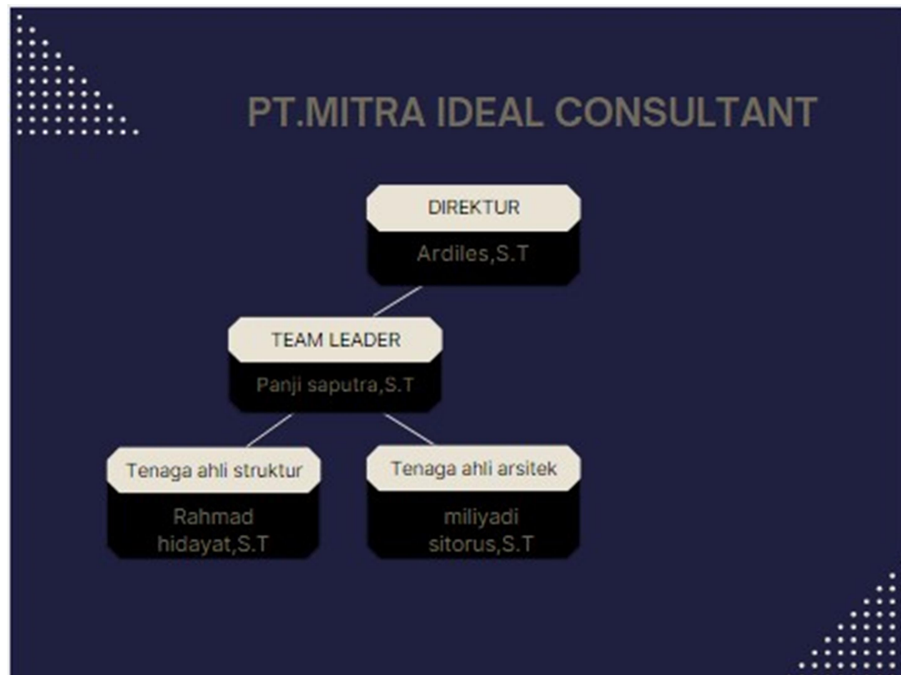 PT.MITRA IDEAL CONSULTANT
DIREKTUR
Ardiles,S.T
TEAM LEADER
Panji saputra,S.T
Tenaga ahli struktur
Rahmad
hidayat,S.T
Tenaga ahli arsitek
miliyadi
sitorus,S.T